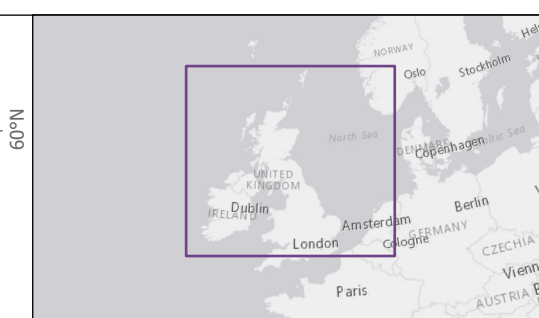 60°N
NORWAY
Oslo
Stockholm
North Sea
DENMARK
Copenhagen
UNITED
KINGDOM
IRELAND
Dublin
Amsterdam
Berlin
London
Cologne
GERMANY
CZECHIA
Paris
AUSTRIA